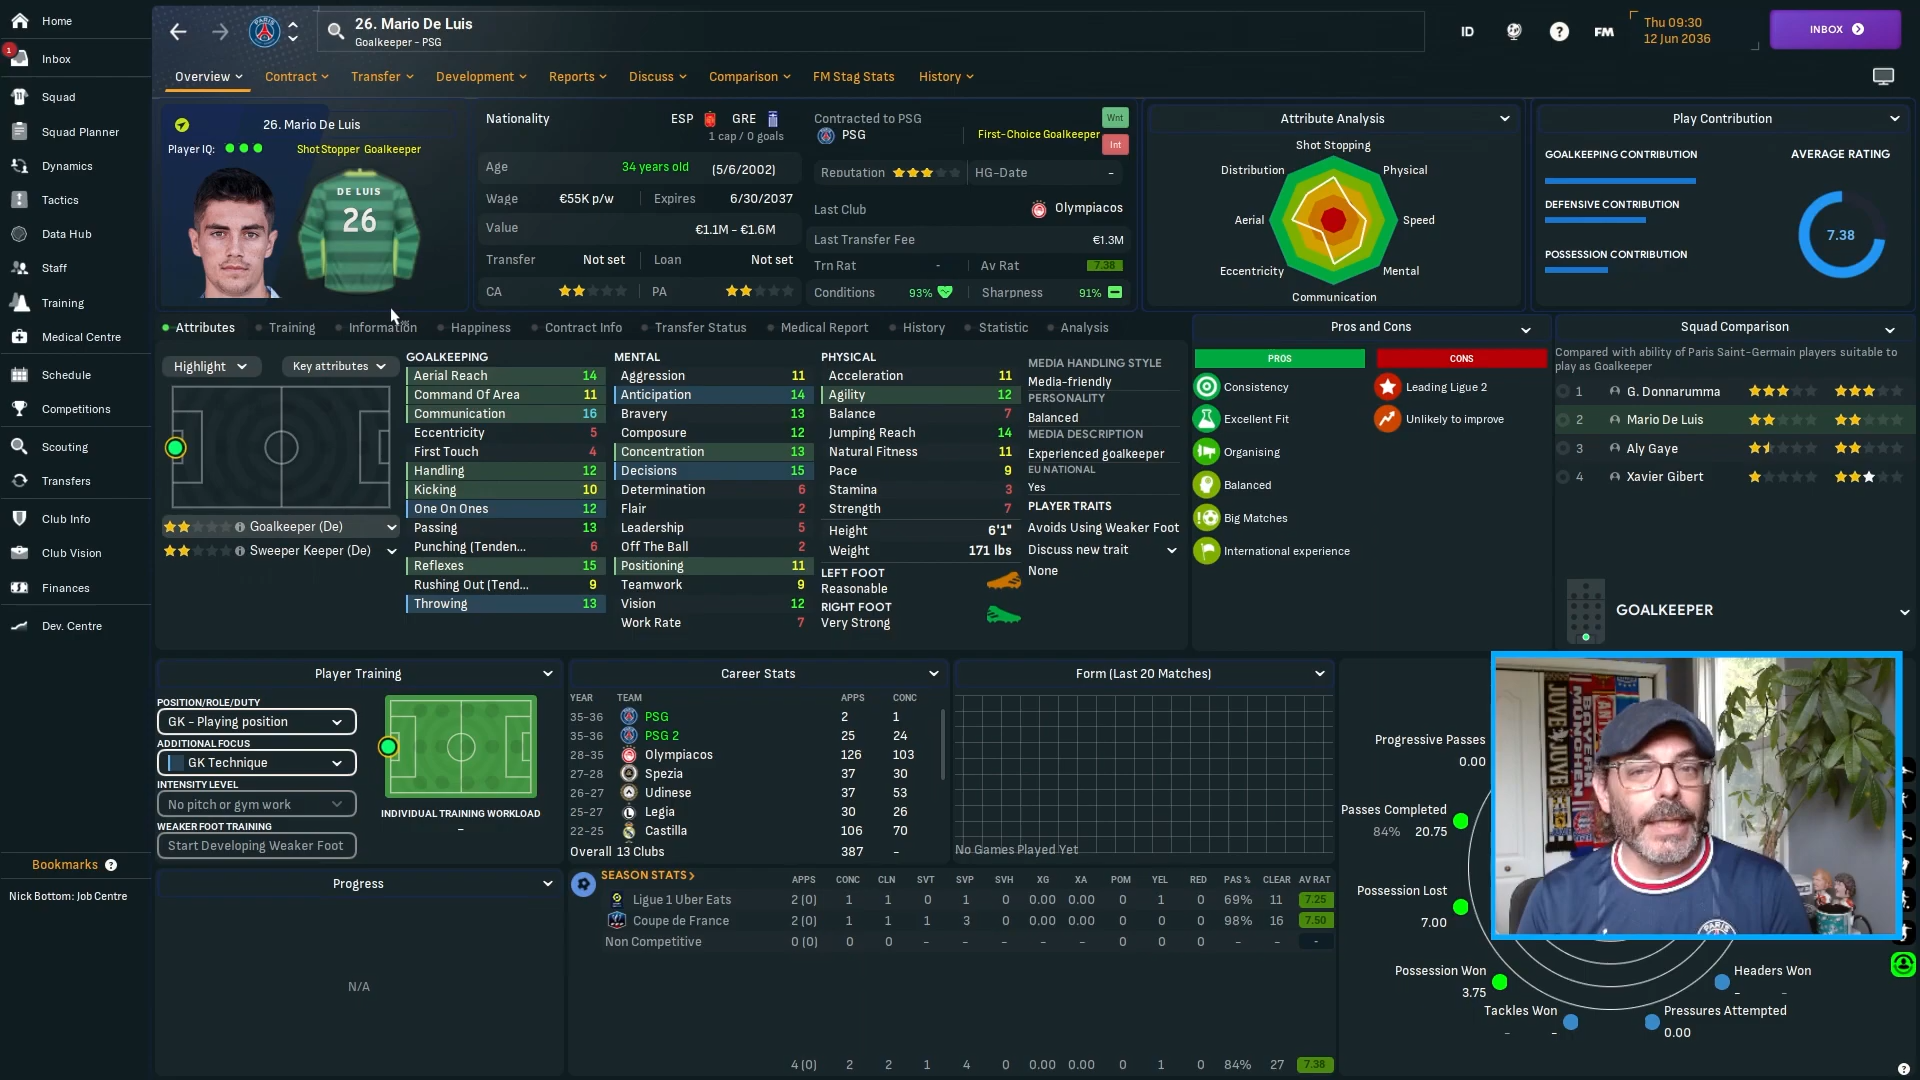 Home
1
Inbox
Squad
Squad Planner
Dynamics
Tactics
Data Hub
Staff
Training
Medical Centre
Schedule
Competitions
Scouting
Transfers
Club Info
Club Vision
Finances
Dev. Centre
Bookmarks ?
Nick Bottom: Job Centre
PARIS
26. Mario De Luis
Goalkeeper - PSG
ID
?
FM
Thu 09:30
12 Jun 2036
INBOX
Overview
Contract
Transfer
Development
Reports
Discuss
Comparison
FM Stag Stats
History
26. Mario De Luis
Player IQ:
Shot Stopper Goalkeeper
DE LUIS
26
Nationality
ESP
GRE
1 cap / 0 goals
Age
34 years old
(5/6/2002)
Wage
€55K p/w
Expires
6/30/2037
Value
€1.1M - €1.6M
Transfer
Not set
Loan
Not set
CA
PA
Contracted to PSG
PSG
First-Choice Goalkeeper
Wnt
Int
Reputation
HG-Date
-
Last Club
Olympiacos
Last Transfer Fee
€1.3M
Trn Rat
-
Av Rat
7.38
Conditions
93%
Sharpness
91%
Attribute Analysis
Shot Stopping
Distribution
Physical
Aerial
Speed
Eccentricity
Mental
Communication
Play Contribution
GOALKEEPING CONTRIBUTION
DEFENSIVE CONTRIBUTION
POSSESSION CONTRIBUTION
AVERAGE RATING
7.38
Attributes
Training
Information
Happiness
Contract Info
Transfer Status
Medical Report
History
Statistic
Analysis
Highlight
Key attributes
Goalkeeper (De)
Sweeper Keeper (De)
GOALKEEPING
Aerial Reach 14
Command Of Area 11
Communication 16
Eccentricity 5
First Touch 4
Handling 12
Kicking 10
One On Ones 12
Passing 13
Punching (Tenden... 6
Reflexes 15
Rushing Out (Tend... 9
Throwing 13
MENTAL
Aggression 11
Anticipation 14
Bravery 13
Composure 12
Concentration 13
Decisions 15
Determination 6
Flair 2
Leadership 5
Off The Ball 2
Positioning 11
Teamwork 9
Vision 12
Work Rate 7
PHYSICAL
Acceleration 11
Agility 12
Balance 7
Jumping Reach 14
Natural Fitness 11
Pace 9
Stamina 3
Strength 7
Height 6'1"
Weight 171 lbs
LEFT FOOT
Reasonable
RIGHT FOOT
Very Strong
MEDIA HANDLING STYLE
Media-friendly
PERSONALITY
Balanced
MEDIA DESCRIPTION
Experienced goalkeeper
EU NATIONAL
Yes
PLAYER TRAITS
Avoids Using Weaker Foot
Discuss new trait
None
Pros and Cons
PROS
CONS
Consistency
Excellent Fit
Organising
Balanced
Big Matches
International experience
Leading Ligue 2
Unlikely to improve
Squad Comparison
Compared with ability of Paris Saint-Germain players suitable to
play as Goalkeeper
1 G. Donnarumma
2 Mario De Luis
3 Aly Gaye
4 Xavier Gibert
GOALKEEPER
Player Training
POSITION/ROLE/DUTY
GK - Playing position
ADDITIONAL FOCUS
GK Technique
INTENSITY LEVEL
No pitch or gym work
WEAKER FOOT TRAINING
Start Developing Weaker Foot
INDIVIDUAL TRAINING WORKLOAD
-
Progress
N/A
Career Stats
YEAR TEAM APPS CONC
35-36 PSG 2 1
35-36 PSG 2 25 24
28-35 Olympiacos 126 103
27-28 Spezia 37 30
26-27 Udinese 37 53
25-27 Legia 30 26
22-25 Castilla 106 70
Overall 13 Clubs 387 -
Form (Last 20 Matches)
No Games Played Yet
SEASON STATS APPS CONC CLN SVT SVP SVH XG XA POM YEL RED PAS % CLEAR AV RAT
Ligue 1 Uber Eats 2 (0) 1 1 0 1 0 0.00 0.00 0 1 0 69% 11 7.25
Coupe de France 2 (0) 1 1 1 3 0 0.00 0.00 0 0 0 98% 16 7.50
Non Competitive 0 (0) 0 0 - - - - - 0 0 0 - - -
4 (0) 2 2 1 4 0 0.00 0.00 0 1 0 84% 27 7.38
Progressive Passes
0.00
Passes Completed
84% 20.75
Possession Lost
7.00
Possession Won
3.75
Tackles Won
- -
Headers Won
- -
Pressures Attempted
0.00
JUVE
JUVE
BAYERN
MÜNCHEN
PARIS
?